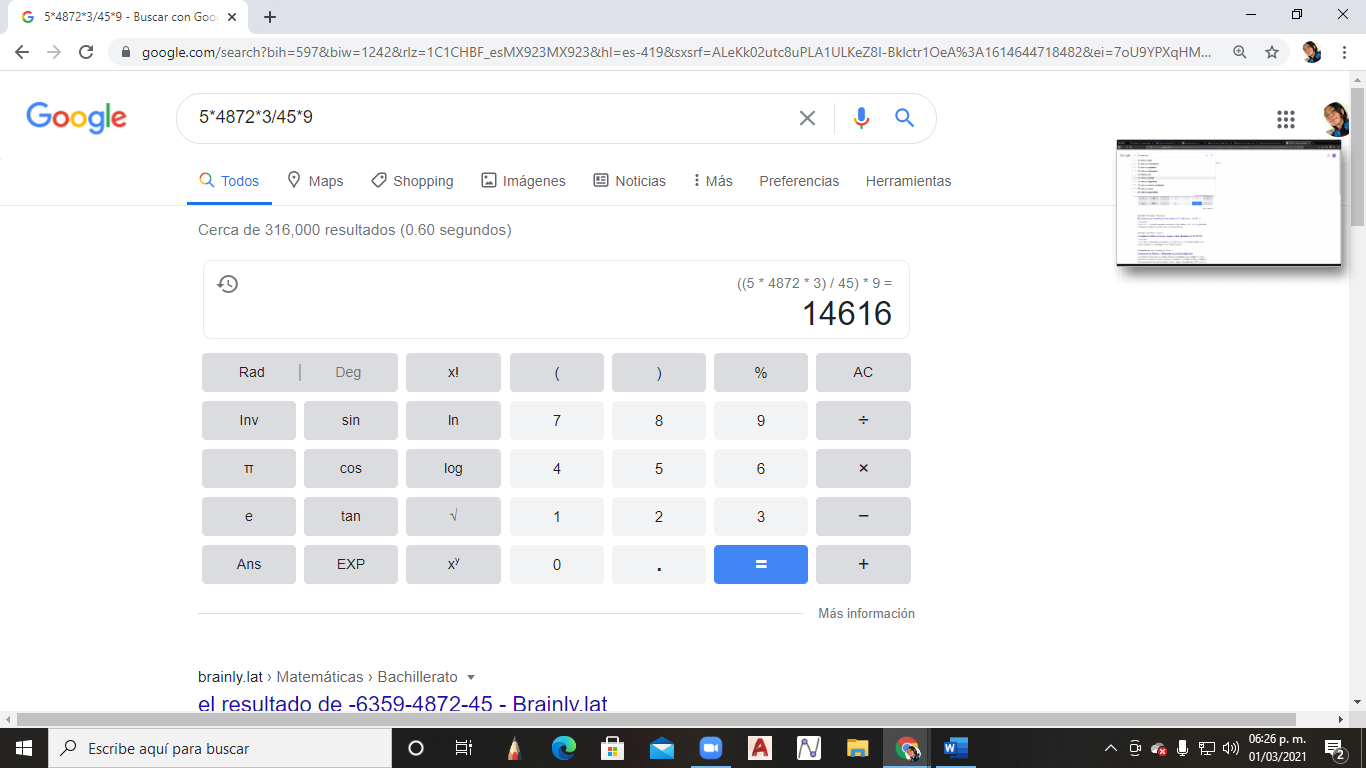 5*4872*3/45*9 - Buscar con Goo
google.com/search?bih=597&biw=1242&rlz=1C1CHBF_esMX923MX923&hl=es-419&sxsrf=ALeKk02utc8uPLA1ULKeZ8I-Bklctr1OeA%3A1614644718482&ei=7oU9YPXqHM...
Google
5*4872*3/45*9
Todos Maps Shopping Imágenes Noticias Más Preferencias Herramientas
Cerca de 316,000 resultados (0.60 segundos)
((5 * 4872 * 3) / 45) * 9 =
14616
Rad | Deg x! ( ) % AC
Inv sin ln 7 8 9 ÷
π cos log 4 5 6 ×
e tan √ 1 2 3 −
Ans EXP xʸ 0 . = +
Más información
brainly.lat › Matemáticas › Bachillerato
el resultado de -6359-4872-45 - Brainly.lat
Escribe aquí para buscar
06:26 p. m.
01/03/2021
2